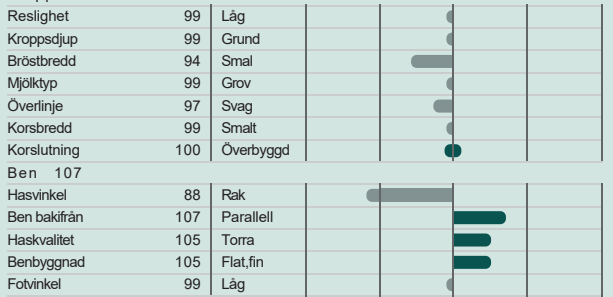 Reslighet 99 Låg
Kroppsdjup 99 Grund
Bröstbredd 94 Smal
Mjölktyp 99 Grov
Överlinje 97 Svag
Korsbredd 99 Smalt
Korslutning 100 Överbyggd
Ben 107
Hasvinkel 88 Rak
Ben bakifrån 107 Parallell
Haskvalitet 105 Torra
Benbyggnad 105 Flat,fin
Fotvinkel 99 Låg